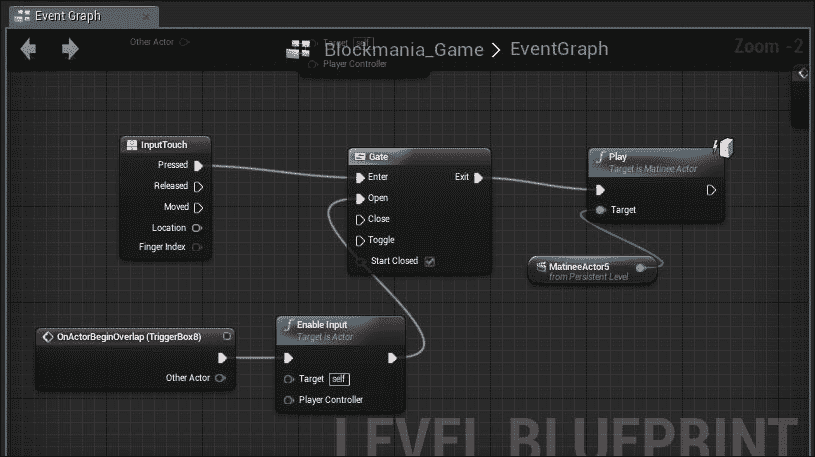 Event Graph
Other Actor
Target self
Player Controller
Blockmania_Game > EventGraph
Zoom -2
InputTouch
Pressed
Released
Moved
Location
Finger Index
Gate
Enter
Exit
Open
Close
Toggle
Start Closed
Play
Target is Matinee Actor
Target
MatineeActor5
from Persistent Level
OnActorBeginOverlap (TriggerBox8)
Other Actor
Enable Input
Target is Actor
Target self
Player Controller
LEVEL BLUEPRINT